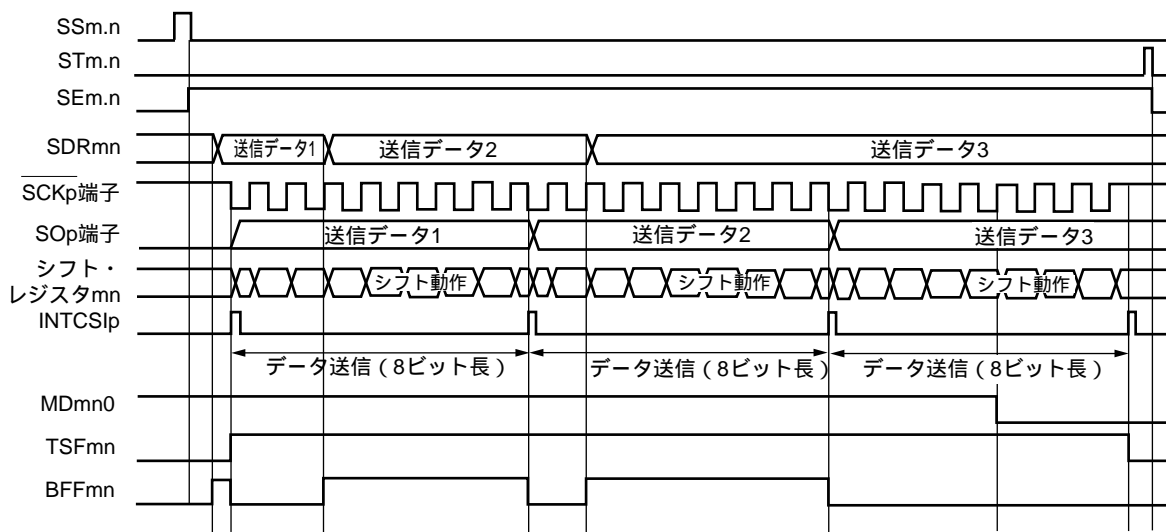 SSm.n
STm.n
SEm.n
SDRmn 送信データ1 送信データ2 送信データ3
SCKp端子
SOp端子 送信データ1 送信データ2 送信データ3
シフト・
レジスタmn シフト動作 シフト動作 シフト動作
INTCSIp
データ送信(8ビット長) データ送信(8ビット長) データ送信(8ビット長)
MDmn0
TSFmn
BFFmn